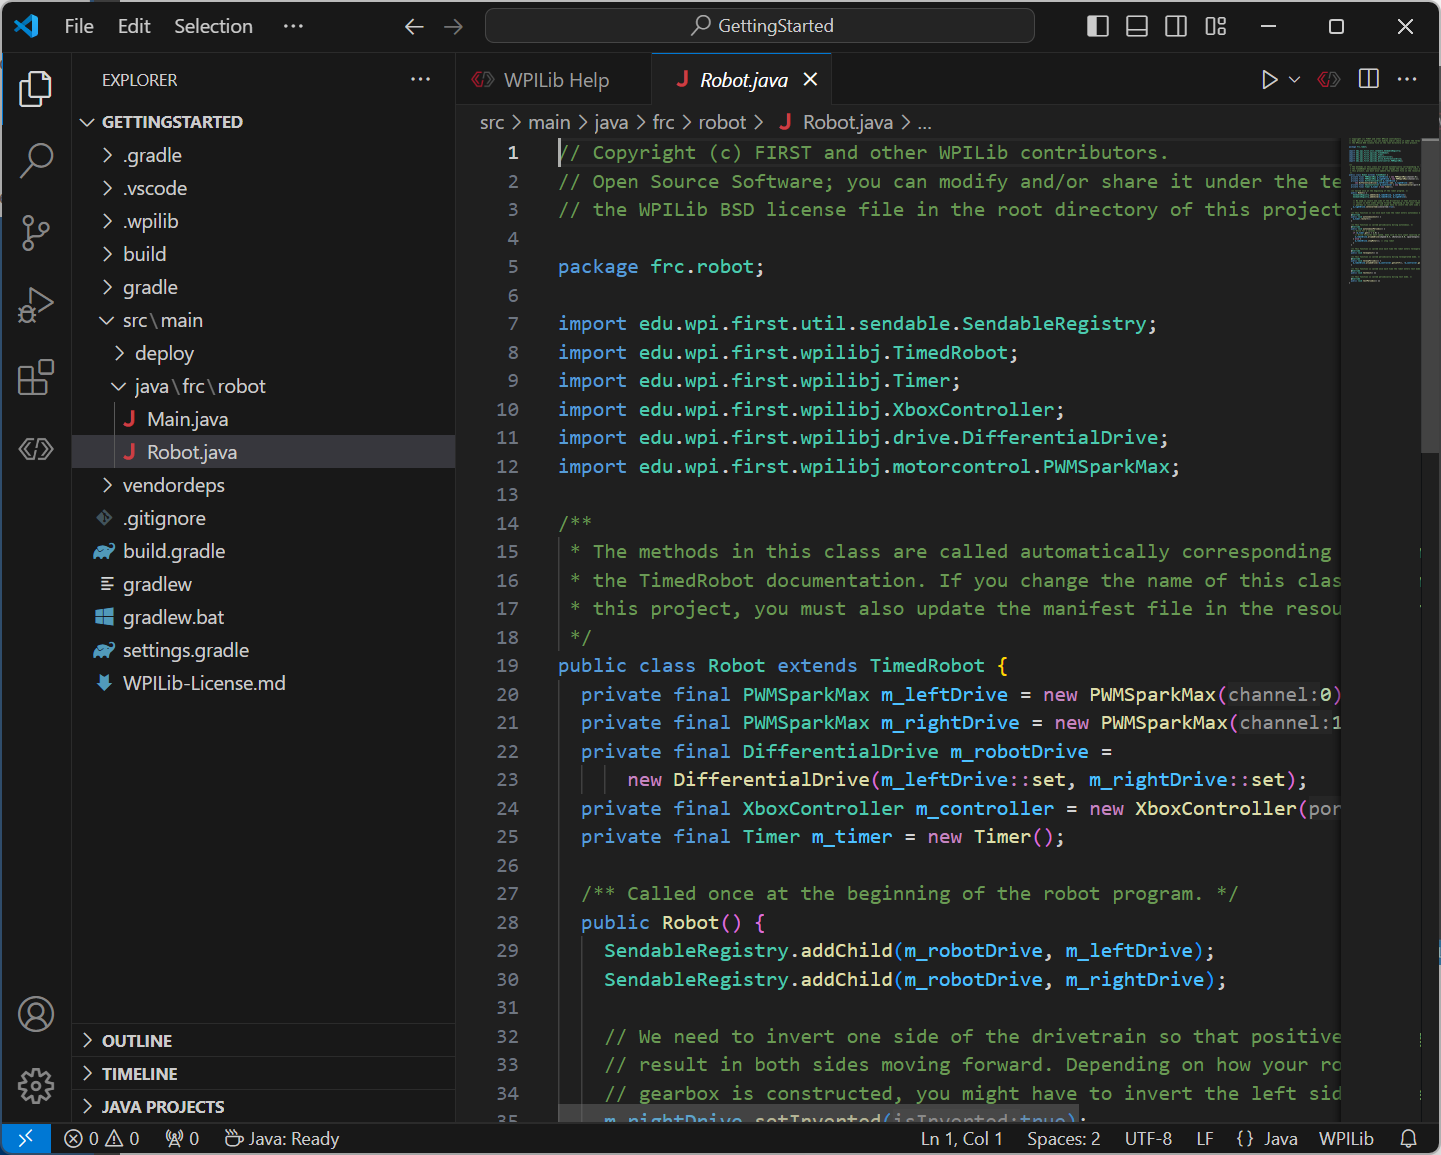 File Edit Selection ··· GettingStarted
EXPLORER ···
GETTINGSTARTED
.gradle
.vscode
.wpilib
build
gradle
src\main
deploy
java\frc\robot
Main.java
Robot.java
vendordeps
.gitignore
build.gradle
gradlew
gradlew.bat
settings.gradle
WPILib-License.md
OUTLINE
TIMELINE
JAVA PROJECTS
WPILib Help
Robot.java
src > main > java > frc > robot > Robot.java > ...
1 // Copyright (c) FIRST and other WPILib contributors.
2 // Open Source Software; you can modify and/or share it under the te
3 // the WPILib BSD license file in the root directory of this project
4
5 package frc.robot;
6
7 import edu.wpi.first.util.sendable.SendableRegistry;
8 import edu.wpi.first.wpilibj.TimedRobot;
9 import edu.wpi.first.wpilibj.Timer;
10 import edu.wpi.first.wpilibj.XboxController;
11 import edu.wpi.first.wpilibj.drive.DifferentialDrive;
12 import edu.wpi.first.wpilibj.motorcontrol.PWMSparkMax;
13
14 /**
15 * The methods in this class are called automatically corresponding
16 * the TimedRobot documentation. If you change the name of this clas
17 * this project, you must also update the manifest file in the resou
18 */
19 public class Robot extends TimedRobot {
20 private final PWMSparkMax m_leftDrive = new PWMSparkMax(channel:0)
21 private final PWMSparkMax m_rightDrive = new PWMSparkMax(channel:1
22 private final DifferentialDrive m_robotDrive =
23 new DifferentialDrive(m_leftDrive::set, m_rightDrive::set);
24 private final XboxController m_controller = new XboxController(por
25 private final Timer m_timer = new Timer();
26
27 /** Called once at the beginning of the robot program. */
28 public Robot() {
29 SendableRegistry.addChild(m_robotDrive, m_leftDrive);
30 SendableRegistry.addChild(m_robotDrive, m_rightDrive);
31
32 // We need to invert one side of the drivetrain so that positive
33 // result in both sides moving forward. Depending on how your ro
34 // gearbox is constructed, you might have to invert the left sid
35 m_rightDrive.setInverted(isInverted:true);
0 0 0 Java: Ready Ln 1, Col 1 Spaces: 2 UTF-8 LF {} Java WPILib